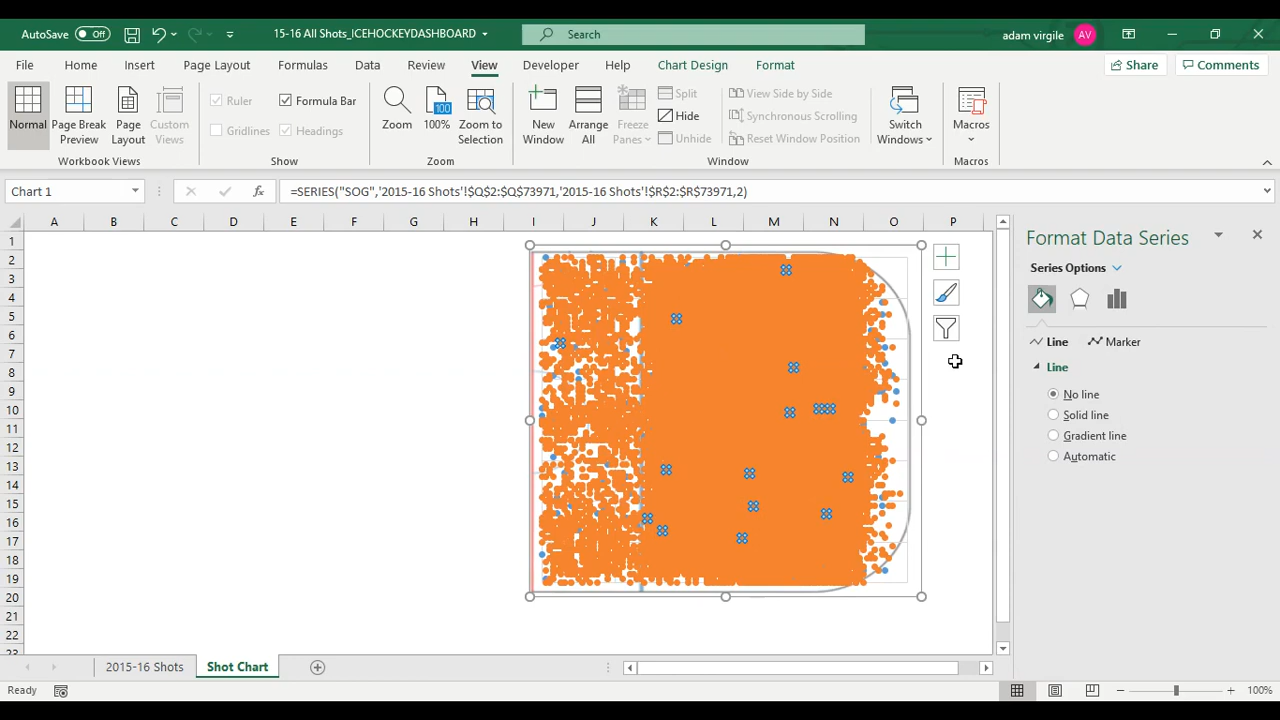 AutoSave Off 15-16 All Shots_ICEHOCKEYDASHBOARD Search adam virgile AV
File Home Insert Page Layout Formulas Data Review View Developer Help Chart Design Format Share Comments
Normal
Page Break Preview
Page Layout
Custom Views
Workbook Views
Ruler Formula Bar
Gridlines Headings
Show
Zoom
100
100%
Zoom to Selection
Zoom
New Window
Arrange All
Freeze Panes
Split
Hide
Unhide
View Side by Side
Synchronous Scrolling
Reset Window Position
Window
Switch Windows
Macros
Macros
Chart 1 fx =SERIES("SOG",'2015-16 Shots'!$Q$2:$Q$73971,'2015-16 Shots'!$R$2:$R$73971,2)
A B C D E F G H I J K L M N O P
1
2
3
4
5
6
7
8
9
10
11
12
13
14
15
16
17
18
19
20
21
22
23
Format Data Series
Series Options
Line Marker
Line
No line
Solid line
Gradient line
Automatic
2015-16 Shots Shot Chart
Ready 100%